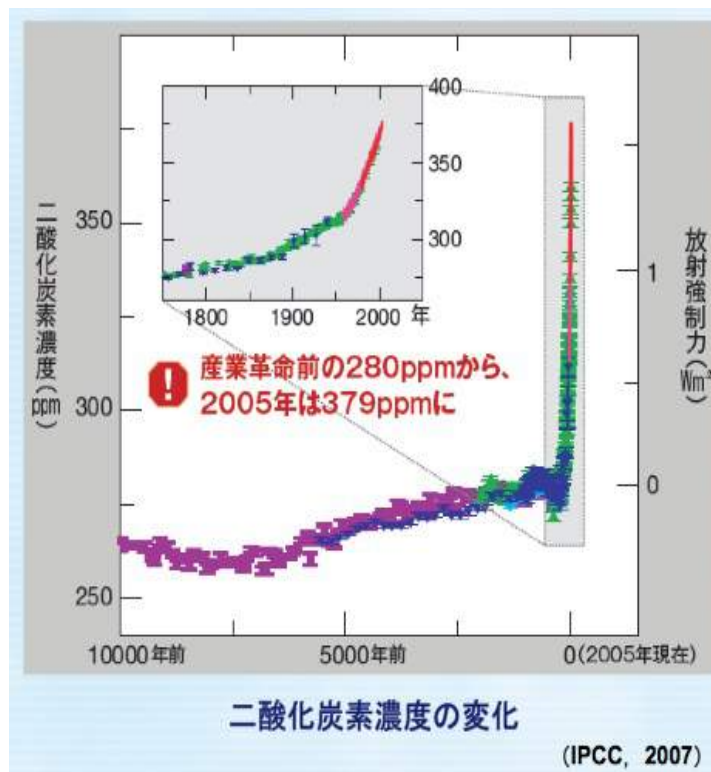 400
350
300
1800
1900
2000 年
二酸化炭素濃度(ppm)
350
300
250
産業革命前の280ppmから、
2005年は379ppmに
1
0
放射強制力(Wm²)
10000年前
5000年前
0(2005年現在)
二酸化炭素濃度の変化
(IPCC, 2007)